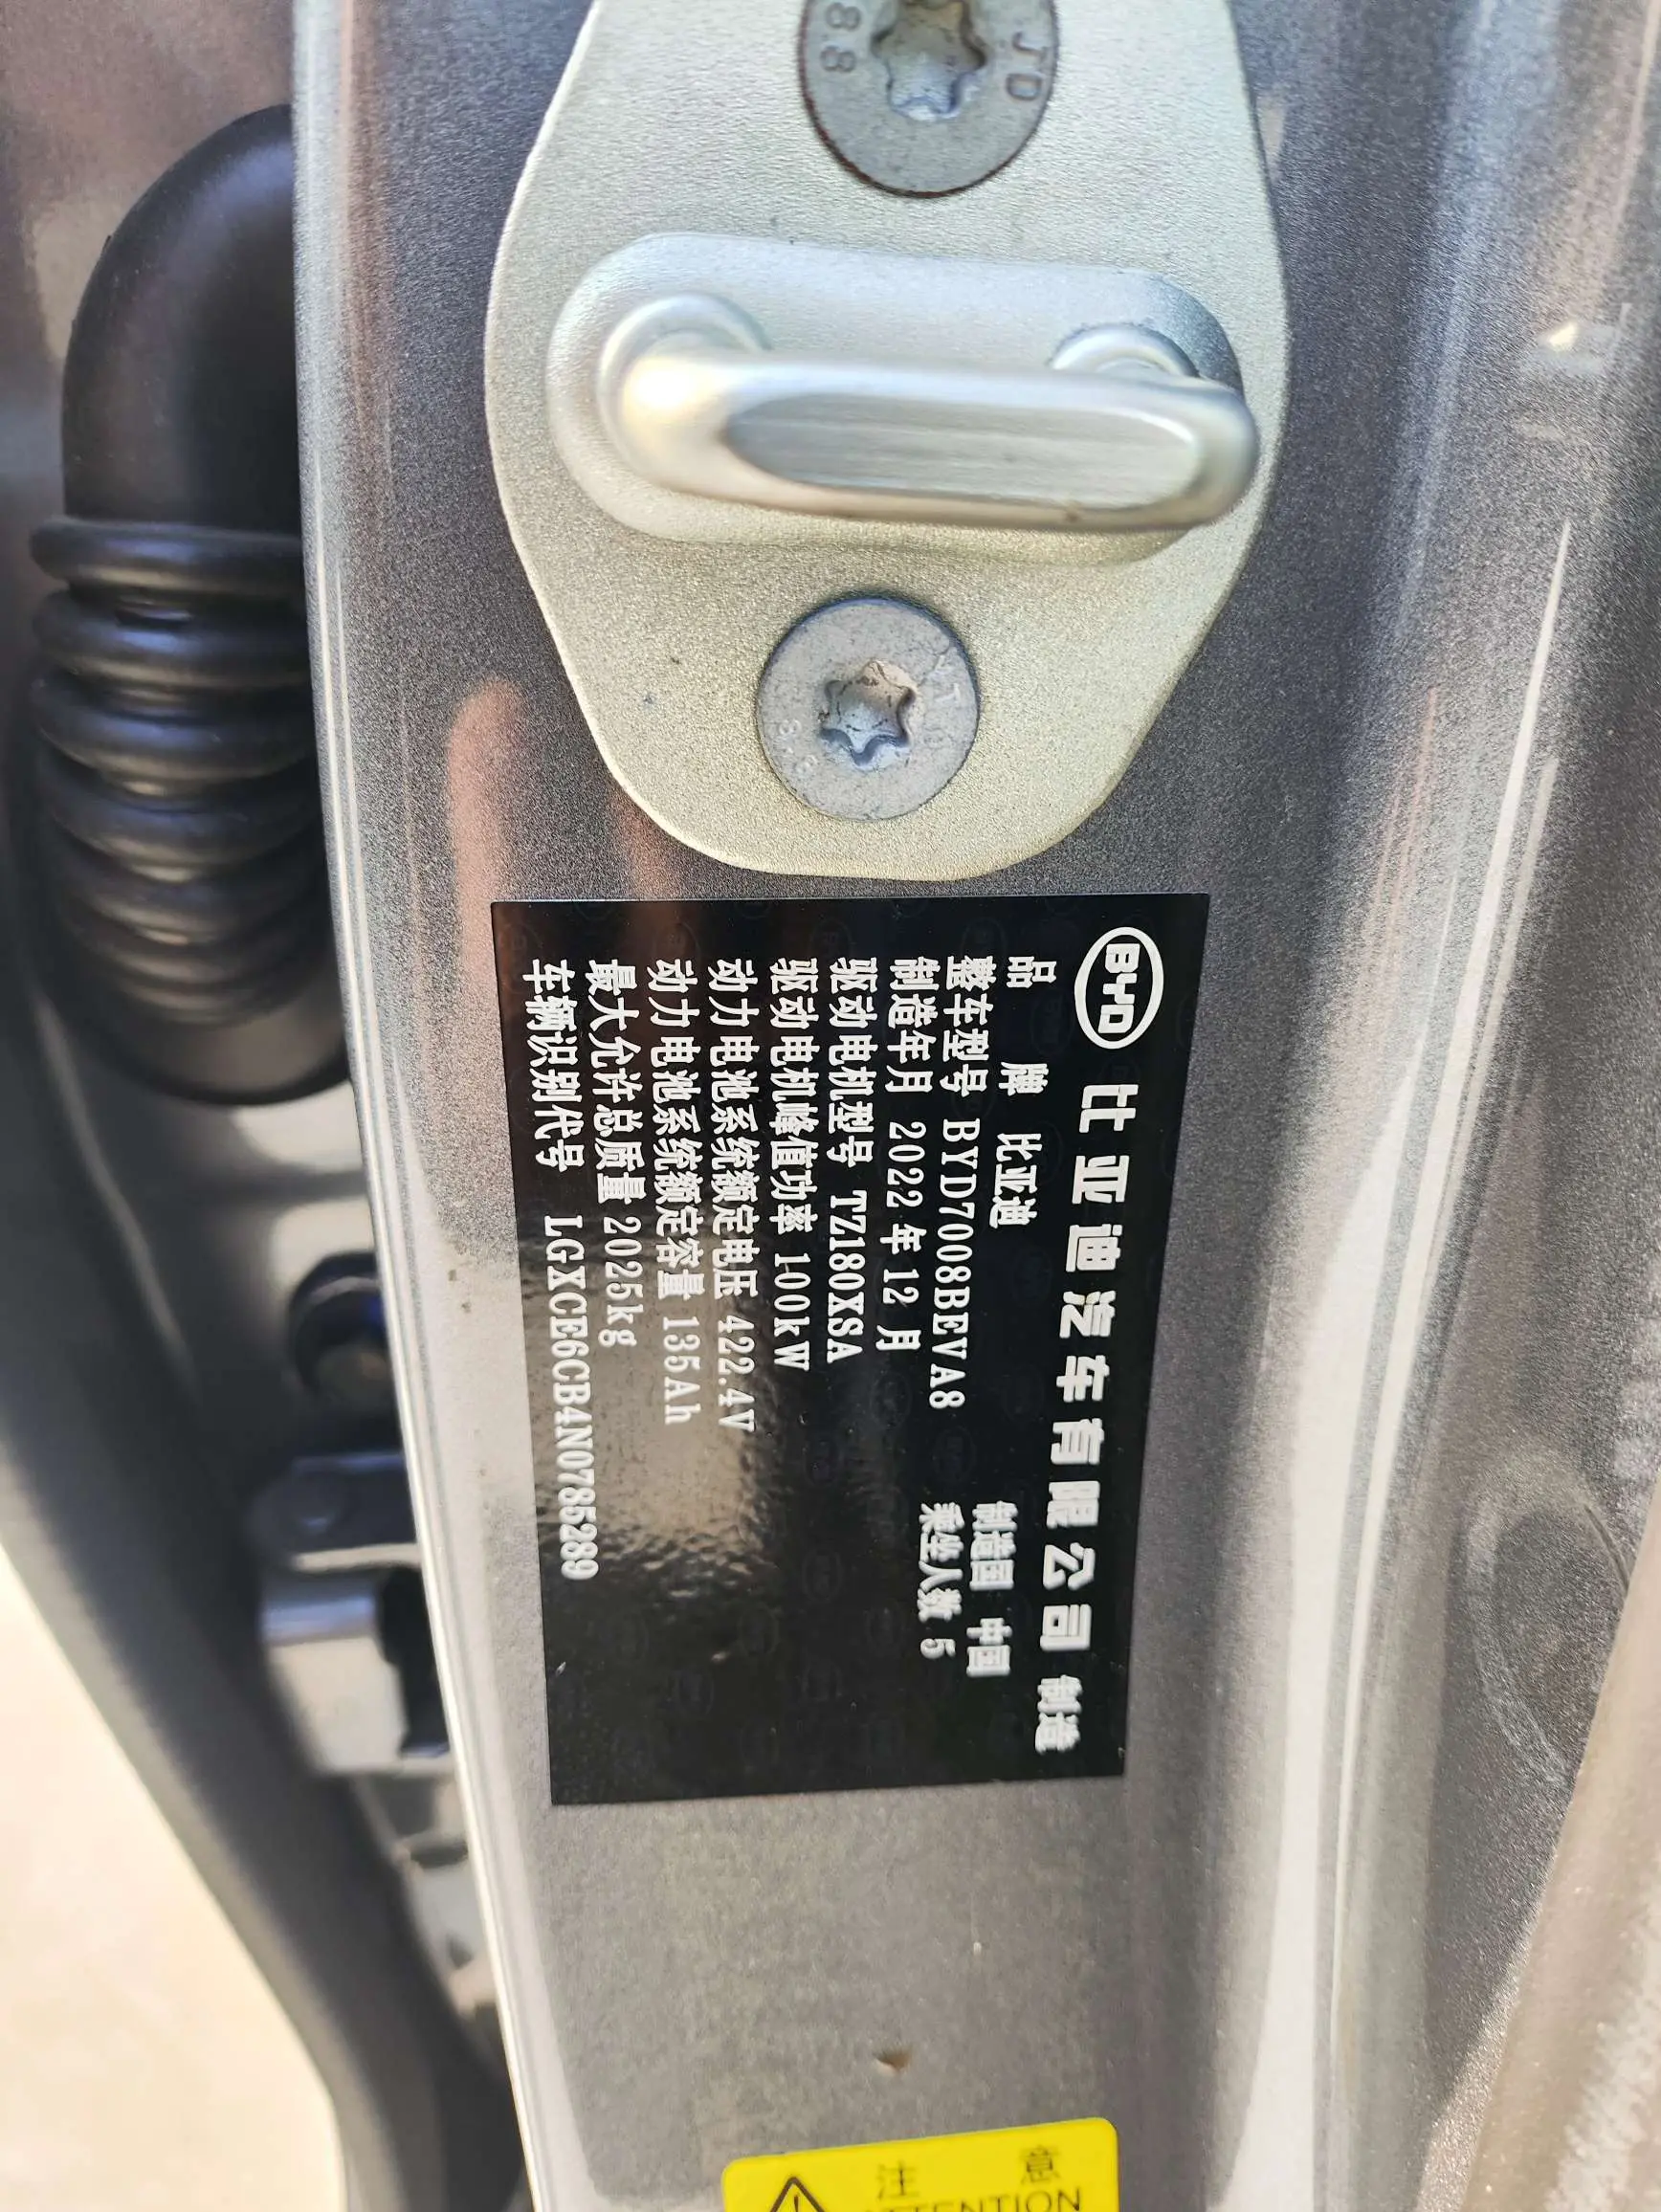 88 JD
BYD 比亚迪汽车有限公司 制造
品 牌 比亚迪 制造国 中国
整车型号 BYD7008BEVA8 乘坐人数 5
制造年月 2022年12月
驱动电机型号 TZ180XSA
驱动电机峰值功率 100kW
动力电池系统额定电压 422.4V
动力电池系统额定容量 135Ah
最大允许总质量 2025kg
车辆识别代号 LGXCE6CB4N0785289
注 意
ATTENTION